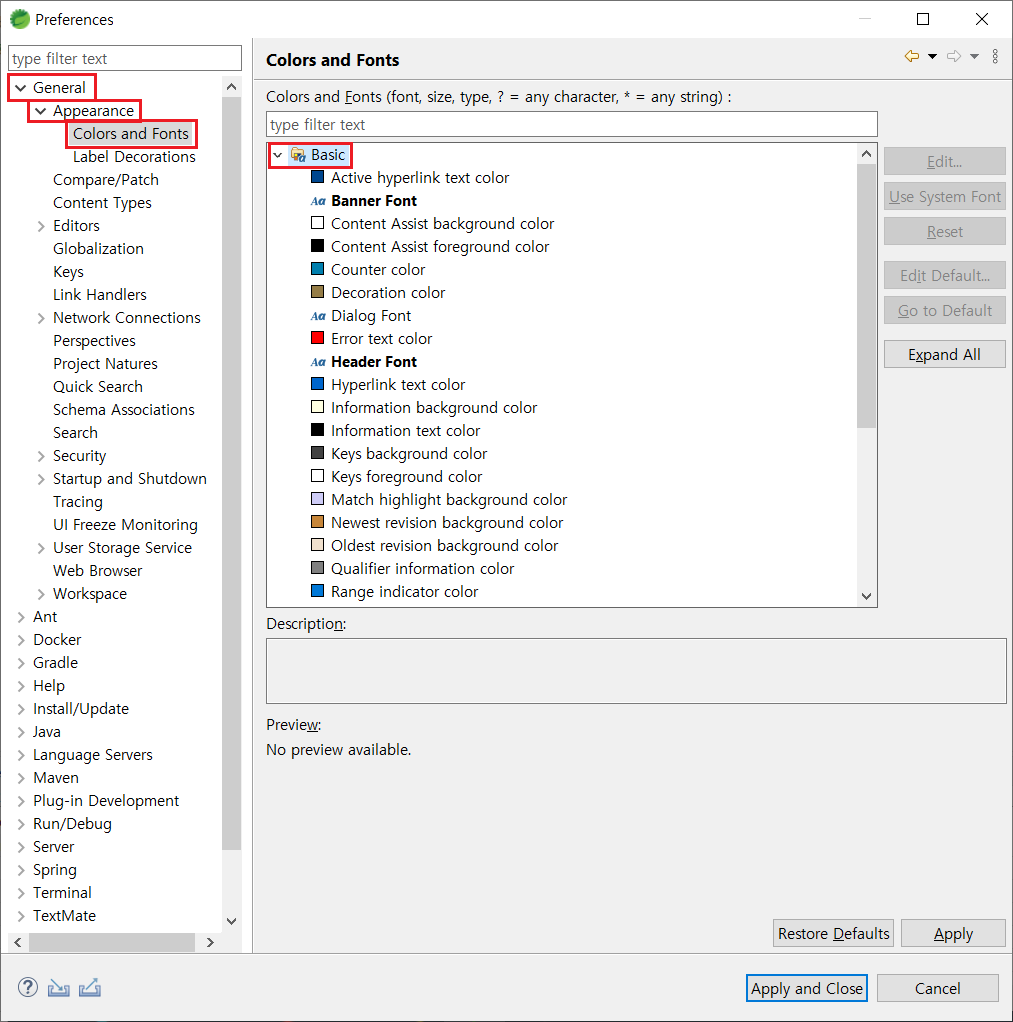 Preferences
type filter text
General
Appearance
Colors and Fonts
Label Decorations
Compare/Patch
Content Types
Editors
Globalization
Keys
Link Handlers
Network Connections
Perspectives
Project Natures
Quick Search
Schema Associations
Search
Security
Startup and Shutdown
Tracing
UI Freeze Monitoring
User Storage Service
Web Browser
Workspace
Ant
Docker
Gradle
Help
Install/Update
Java
Language Servers
Maven
Plug-in Development
Run/Debug
Server
Spring
Terminal
TextMate
Colors and Fonts
Colors and Fonts (font, size, type, ? = any character, * = any string) :
type filter text
Basic
Active hyperlink text color
Aa Banner Font
Content Assist background color
Content Assist foreground color
Counter color
Decoration color
Aa Dialog Font
Error text color
Aa Header Font
Hyperlink text color
Information background color
Information text color
Keys background color
Keys foreground color
Match highlight background color
Newest revision background color
Oldest revision background color
Qualifier information color
Range indicator color
Edit...
Use System Font
Reset
Edit Default...
Go to Default
Expand All
Description:
Preview:
No preview available.
Restore Defaults
Apply
Apply and Close
Cancel